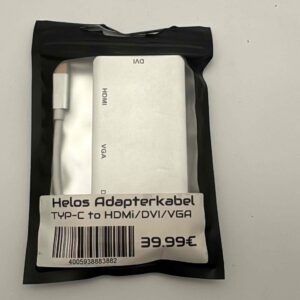 DVI
HDMI
VGA
D
Helos Adapterkabel
TYP-C to HDMi/DVI/VGA
39.99€
4005938883882